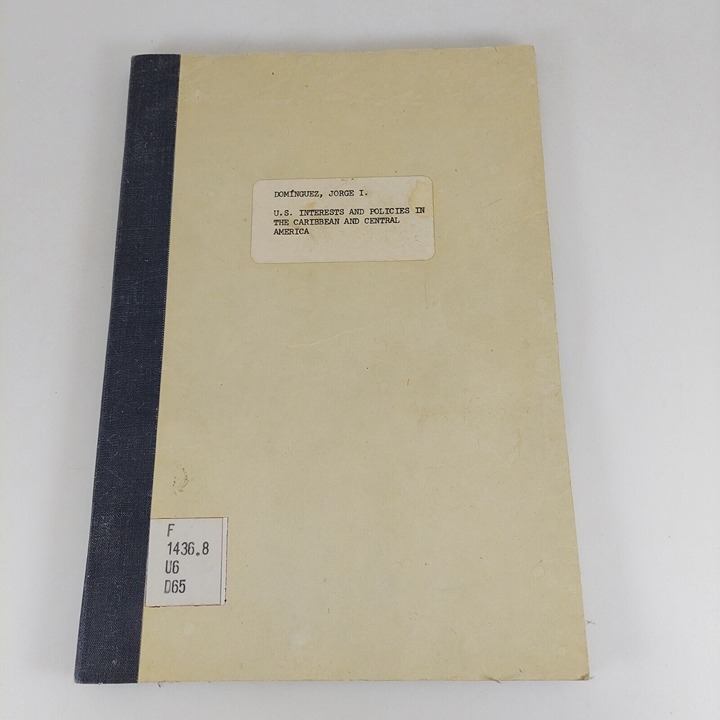 DOMÍNGUEZ, JORGE I.
U.S. INTERESTS AND POLICIES IN
THE CARIBBEAN AND CENTRAL
AMERICA
F
1436.8
U6
D65